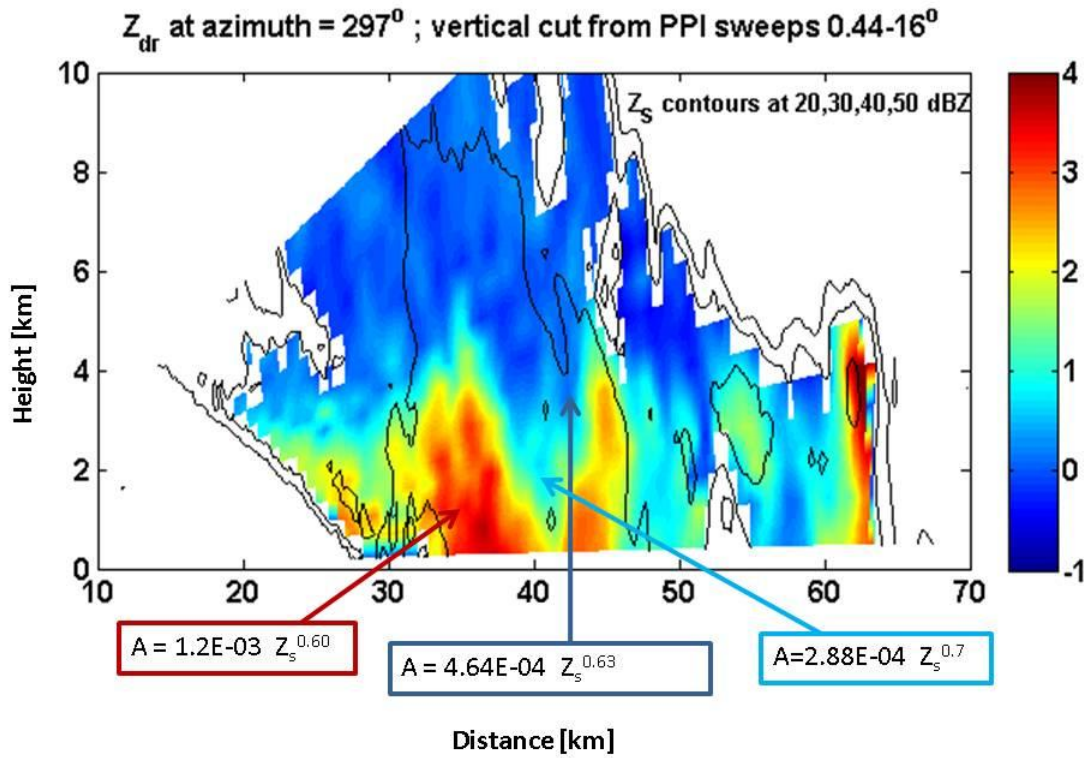 Zdr at azimuth = 297o ; vertical cut from PPI sweeps 0.44-16o
Zs contours at 20,30,40,50 dBZ
10
8
6
4
2
0
Height [km]
10 20 30 40 50 60 70
4
3
2
1
0
-1
A = 1.2E-03 Zs0.60
A = 4.64E-04 Zs0.63
A=2.88E-04 Zs0.7
Distance [km]